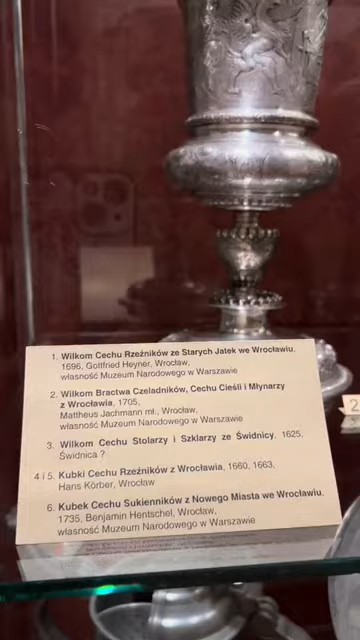 1. Wilkom Cechu Rzeźników ze Starych Jatek we Wrocławiu.
1696, Gottfried Heyner, Wrocław,
własność Muzeum Narodowego w Warszawie
2. Wilkom Bractwa Czeladników, Cechu Cieśli i Młynarzy
z Wrocławia, 1705,
Mattheus Jachmann mł., Wrocław,
własność Muzeum Narodowego w Warszawie
3. Wilkom Cechu Stolarzy i Szklarzy ze Świdnicy, 1625,
Świdnica ?
4 i 5. Kubki Cechu Rzeźników z Wrocławia, 1660, 1663,
Hans Körber, Wrocław
6. Kubek Cechu Sukienników z Nowego Miasta we Wrocławiu.
1735, Benjamin Hentschel, Wrocław,
własność Muzeum Narodowego w Warszawie
2